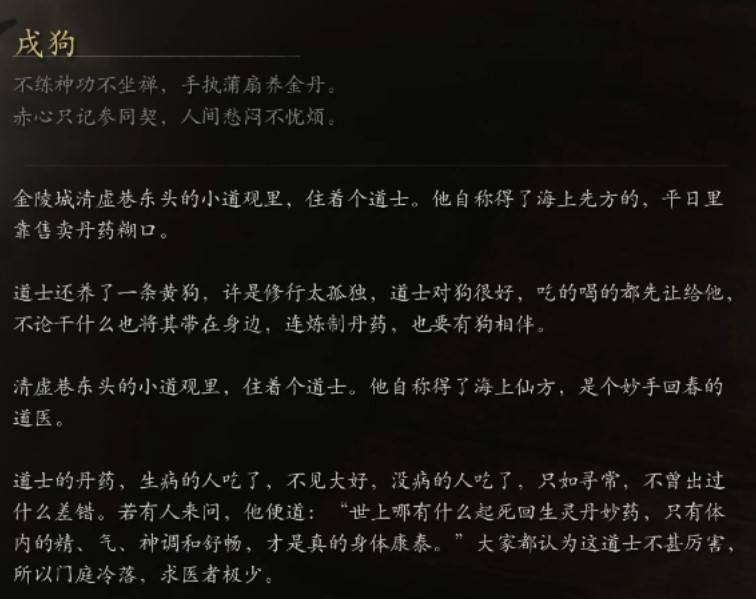 戌狗
不练神功不坐禅，手执蒲扇养金丹。
赤心只记参同契，人间愁闷不忧烦。
金陵城清虚巷东头的小道观里，住着个道士。他自称得了海上先方的，平日里
靠售卖丹药糊口。
道士还养了一条黄狗，许是修行太孤独，道士对狗很好，吃的喝的都先让给他，
不论干什么也将其带在身边，连炼制丹药，也要有狗相伴。
清虚巷东头的小道观里，住着个道士。他自称得了海上仙方，是个妙手回春的
道医。
道士的丹药，生病的人吃了，不见大好，没病的人吃了，只如寻常，不曾出过
什么差错。若有人来问，他便道：“世上哪有什么起死回生灵丹妙药，只有体
内的精、气、神调和舒畅，才是真的身体康泰。”大家都认为这道士不甚厉害，
所以门庭冷落，求医者极少。